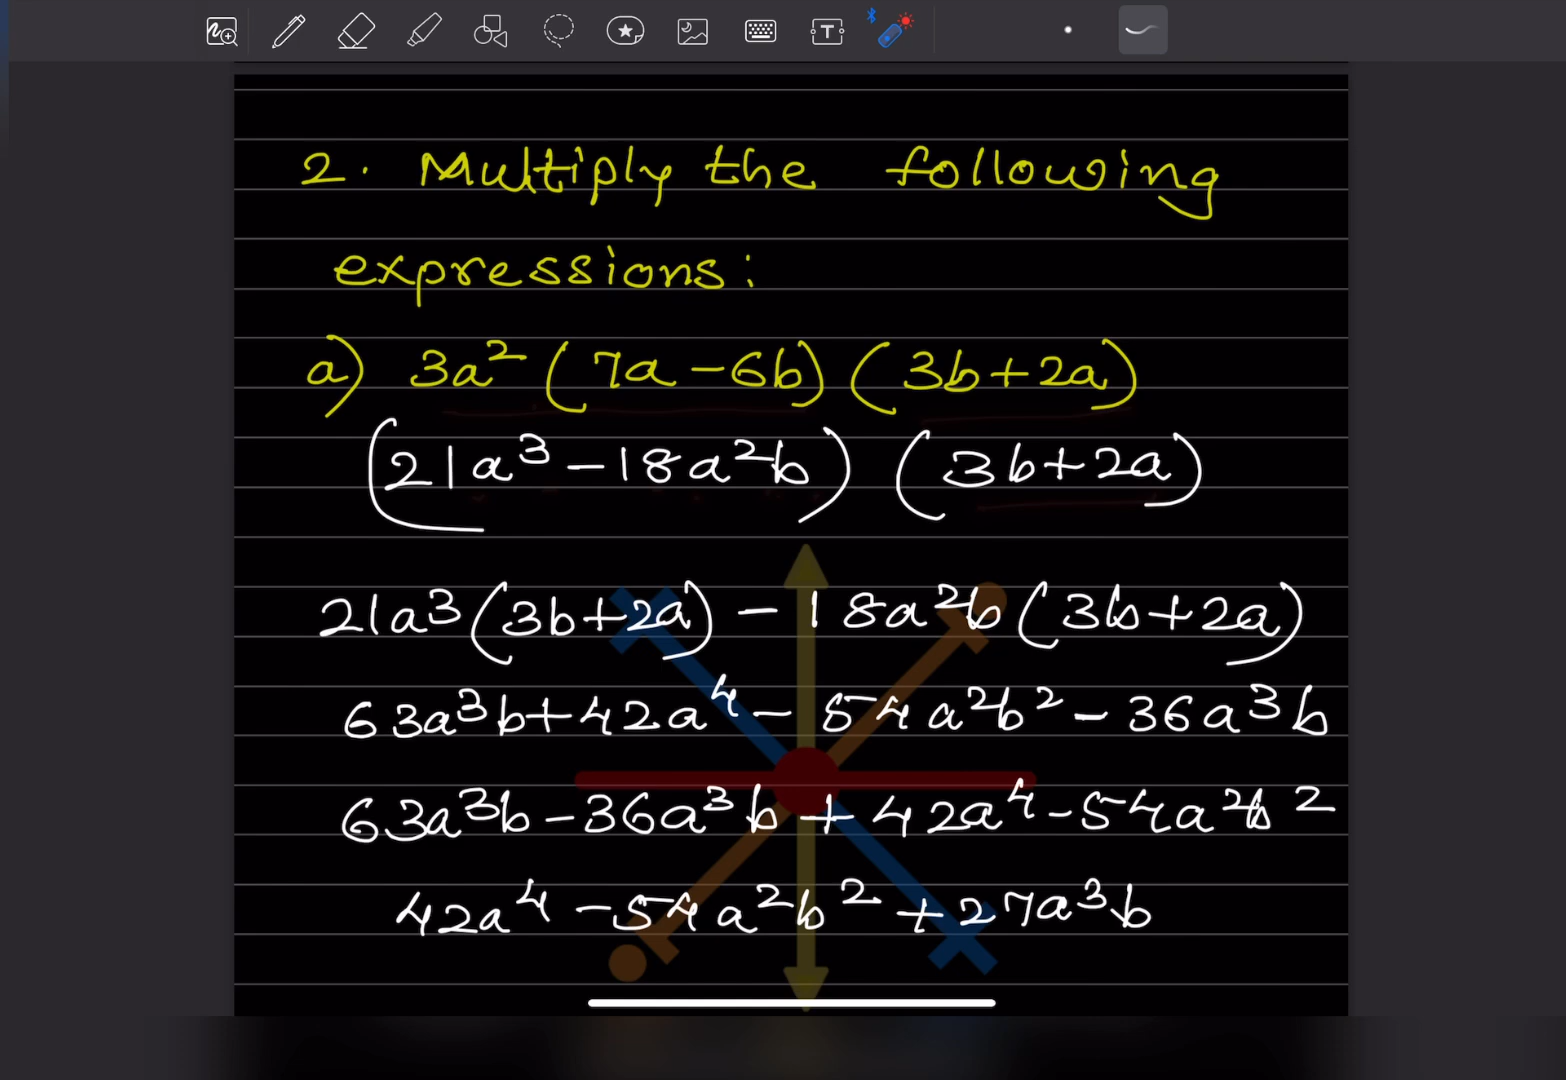 2. Multiply the following
expressions:
a) 3a² (7a-6b) (3b+2a)
(21a³-18a²b) (3b+2a)
21a³(3b+2a) - 18a²b(3b+2a)
63a³b+42a⁴- 54a²b²-36a³b
63a³b-36a³b+42a⁴-54a²b²
42a⁴-54a²b²+27a³b